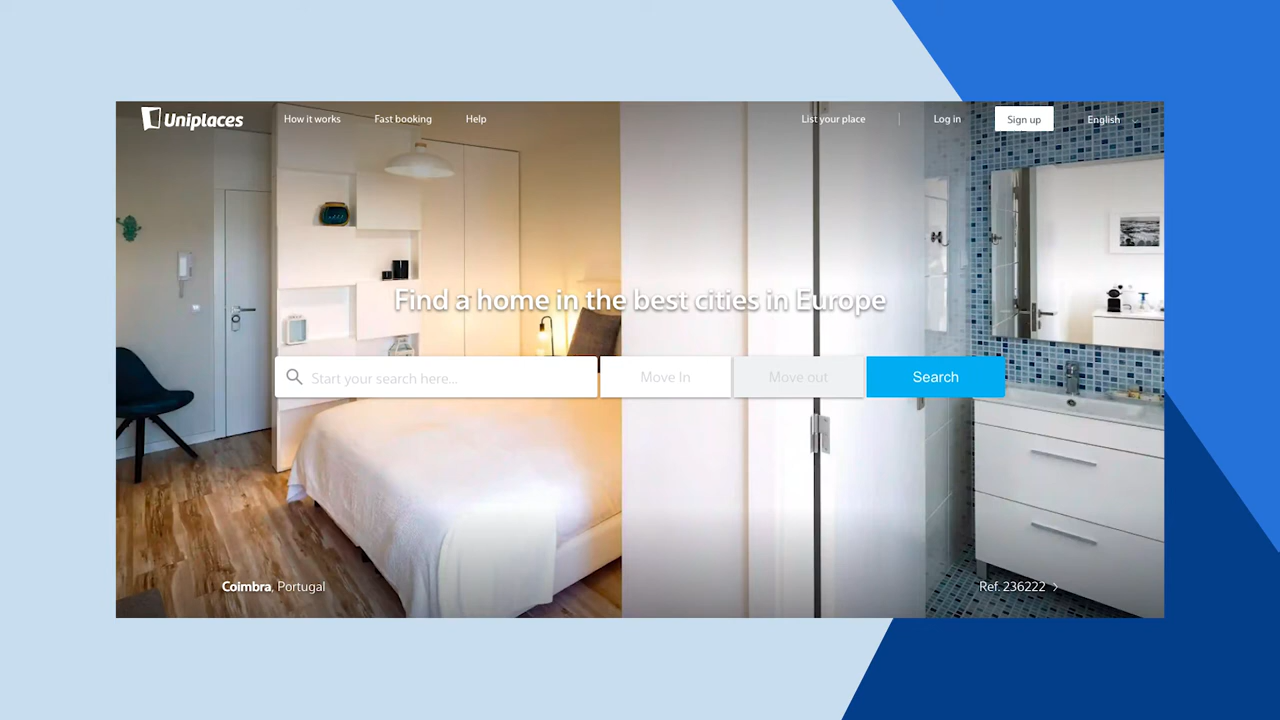 Uniplaces
How it works
Fast booking
Help
List your place
Log in
Sign up
English
Find a home in the best cities in Europe
Start your search here...
Move In
Move out
Search
Coimbra, Portugal
Ref. 236222